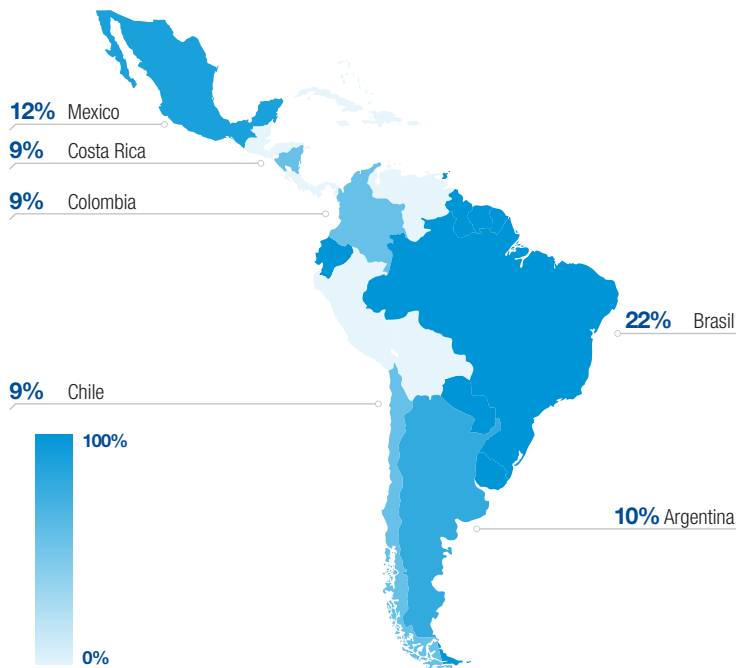 12% Mexico
9% Costa Rica
9% Colombia
22% Brasil
9% Chile
100%
10% Argentina
0%